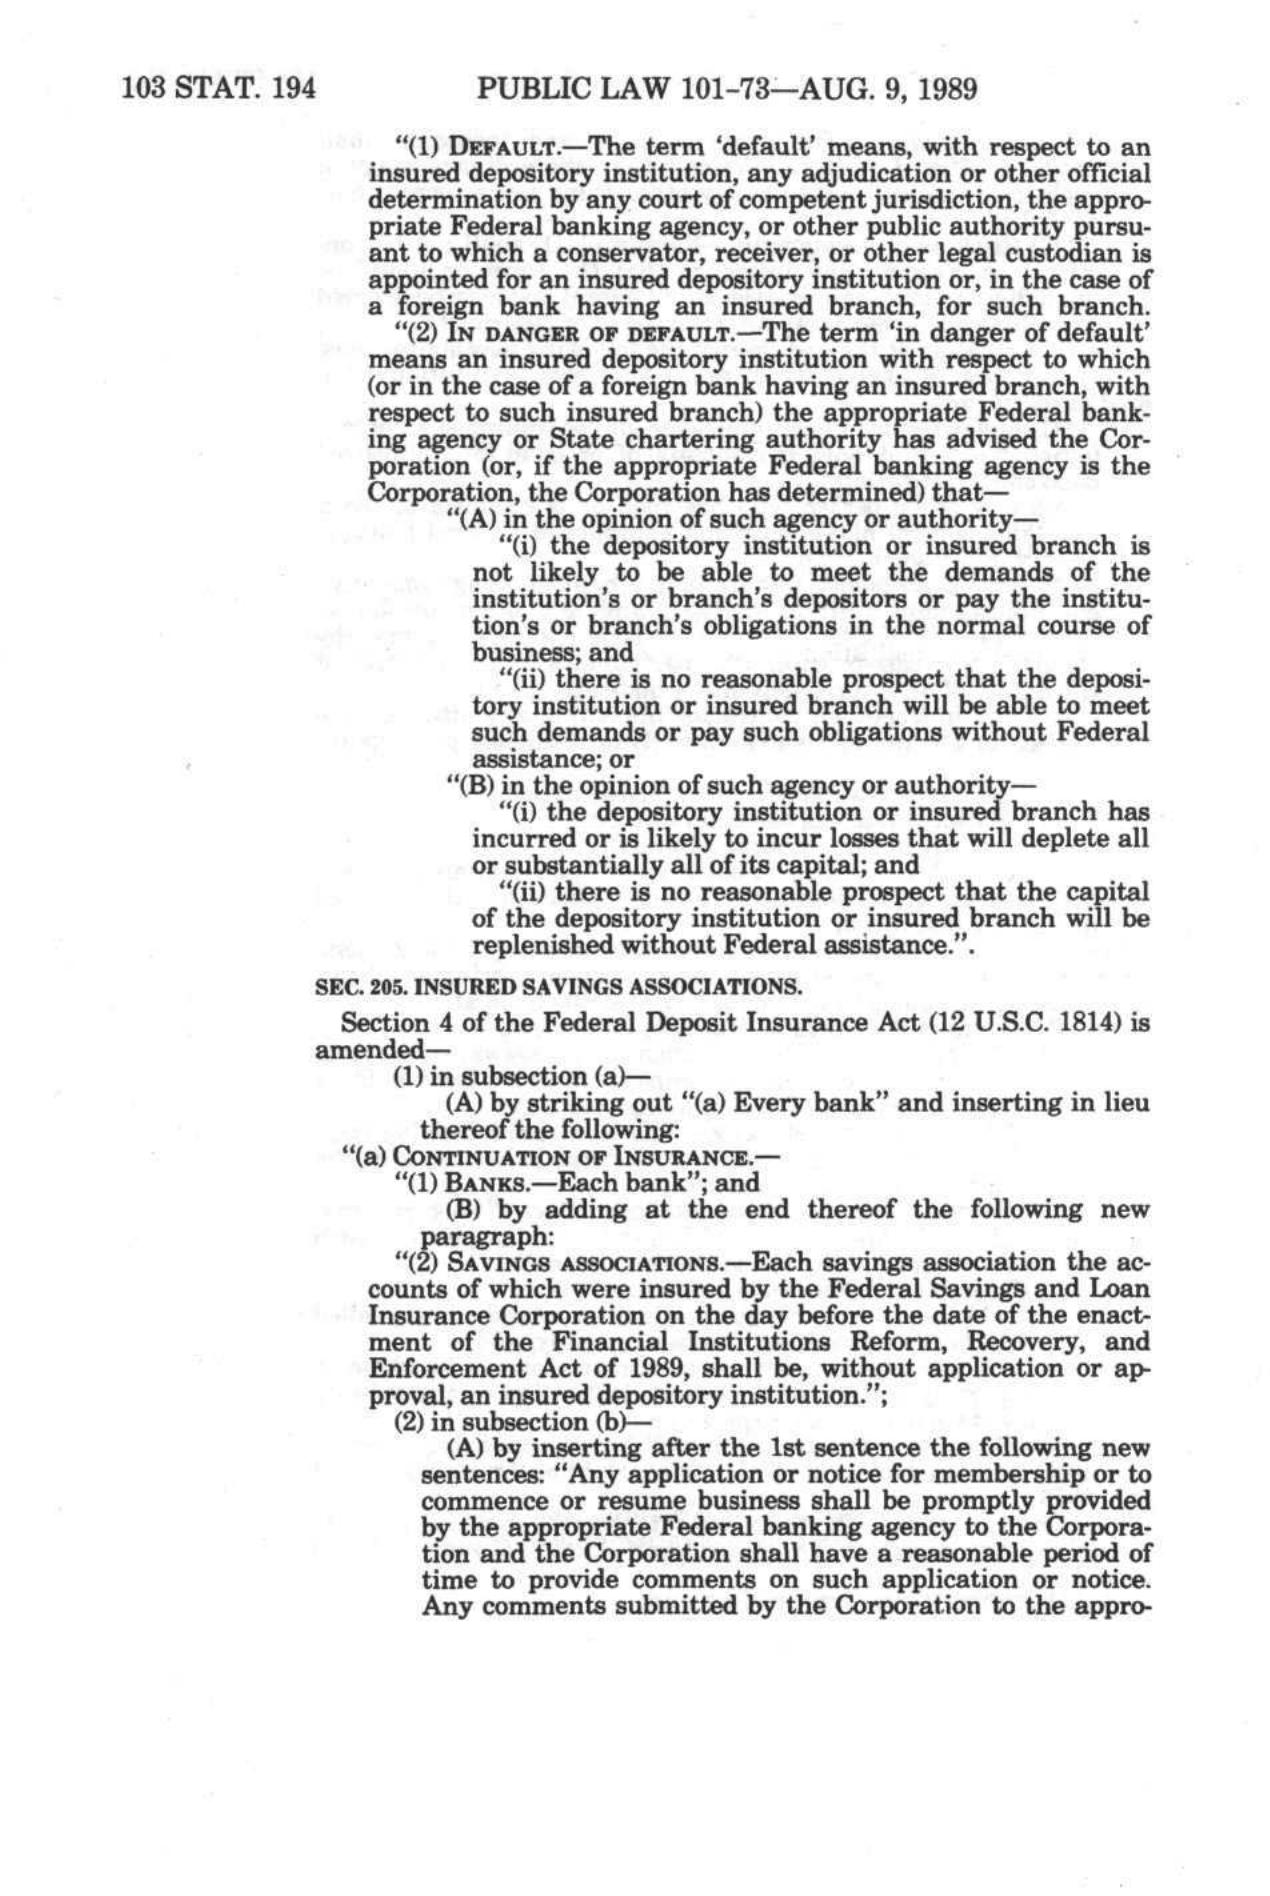 103 STAT. 194 PUBLIC LAW 101-73—AUG. 9, 1989
“(1) DEFAULT.—The term ‘default’ means, with respect to an
insured depository institution, any adjudication or other official
determination by any court of competent jurisdiction, the appro-
priate Federal banking agency, or other public authority pursu-
ant to which a conservator, receiver, or other legal custodian is
appointed for an insured depository institution or, in the case of
a foreign bank having an insured branch, for such branch.
“(2) IN DANGER OF DEFAULT.—The term ‘in danger of default’
means an insured depository institution with respect to which
(or in the case of a foreign bank having an insured branch, with
respect to such insured branch) the appropriate Federal bank-
ing agency or State chartering authority has advised the Cor-
poration (or, if the appropriate Federal banking agency is the
Corporation, the Corporation has determined) that—
“(A) in the opinion of such agency or authority—
“(i) the depository institution or insured branch is
not likely to be able to meet the demands of the
institution’s or branch’s depositors or pay the institu-
tion’s or branch’s obligations in the normal course of
business; and
“(ii) there is no reasonable prospect that the deposi-
tory institution or insured branch will be able to meet
such demands or pay such obligations without Federal
assistance; or
“(B) in the opinion of such agency or authority—
“(i) the depository institution or insured branch has
incurred or is likely to incur losses that will deplete all
or substantially all of its capital; and
“(ii) there is no reasonable prospect that the capital
of the depository institution or insured branch will be
replenished without Federal assistance.”.
SEC. 205. INSURED SAVINGS ASSOCIATIONS.
Section 4 of the Federal Deposit Insurance Act (12 U.S.C. 1814) is
amended—
(1) in subsection (a)—
(A) by striking out “(a) Every bank” and inserting in lieu
thereof the following:
“(a) CONTINUATION OF INSURANCE.—
“(1) BANKS.—Each bank”; and
(B) by adding at the end thereof the following new
paragraph:
“(2) SAVINGS ASSOCIATIONS.—Each savings association the ac-
counts of which were insured by the Federal Savings and Loan
Insurance Corporation on the day before the date of the enact-
ment of the Financial Institutions Reform, Recovery, and
Enforcement Act of 1989, shall be, without application or ap-
proval, an insured depository institution.”;
(2) in subsection (b)—
(A) by inserting after the 1st sentence the following new
sentences: “Any application or notice for membership or to
commence or resume business shall be promptly provided
by the appropriate Federal banking agency to the Corpora-
tion and the Corporation shall have a reasonable period of
time to provide comments on such application or notice.
Any comments submitted by the Corporation to the appro-